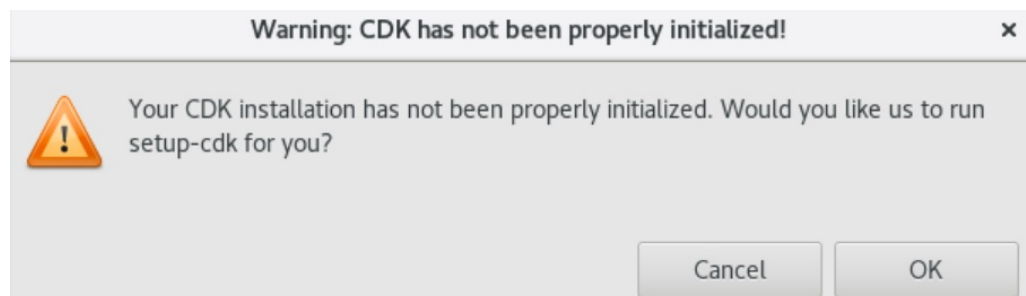 Warning: CDK has not been properly initialized!
Your CDK installation has not been properly initialized. Would you like us to run
setup-cdk for you?
Cancel OK